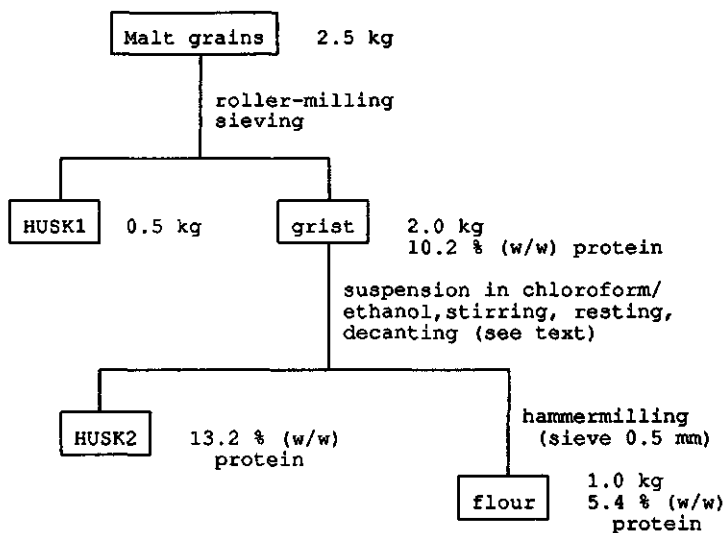 Malt grains 2.5 kg
roller-milling
sieving
HUSK1 0.5 kg
grist 2.0 kg
10.2 % (w/w) protein
suspension in chloroform/
ethanol,stirring, resting,
decanting (see text)
HUSK2 13.2 % (w/w)
protein
hammermilling
(sieve 0.5 mm)
flour 1.0 kg
5.4 % (w/w)
protein